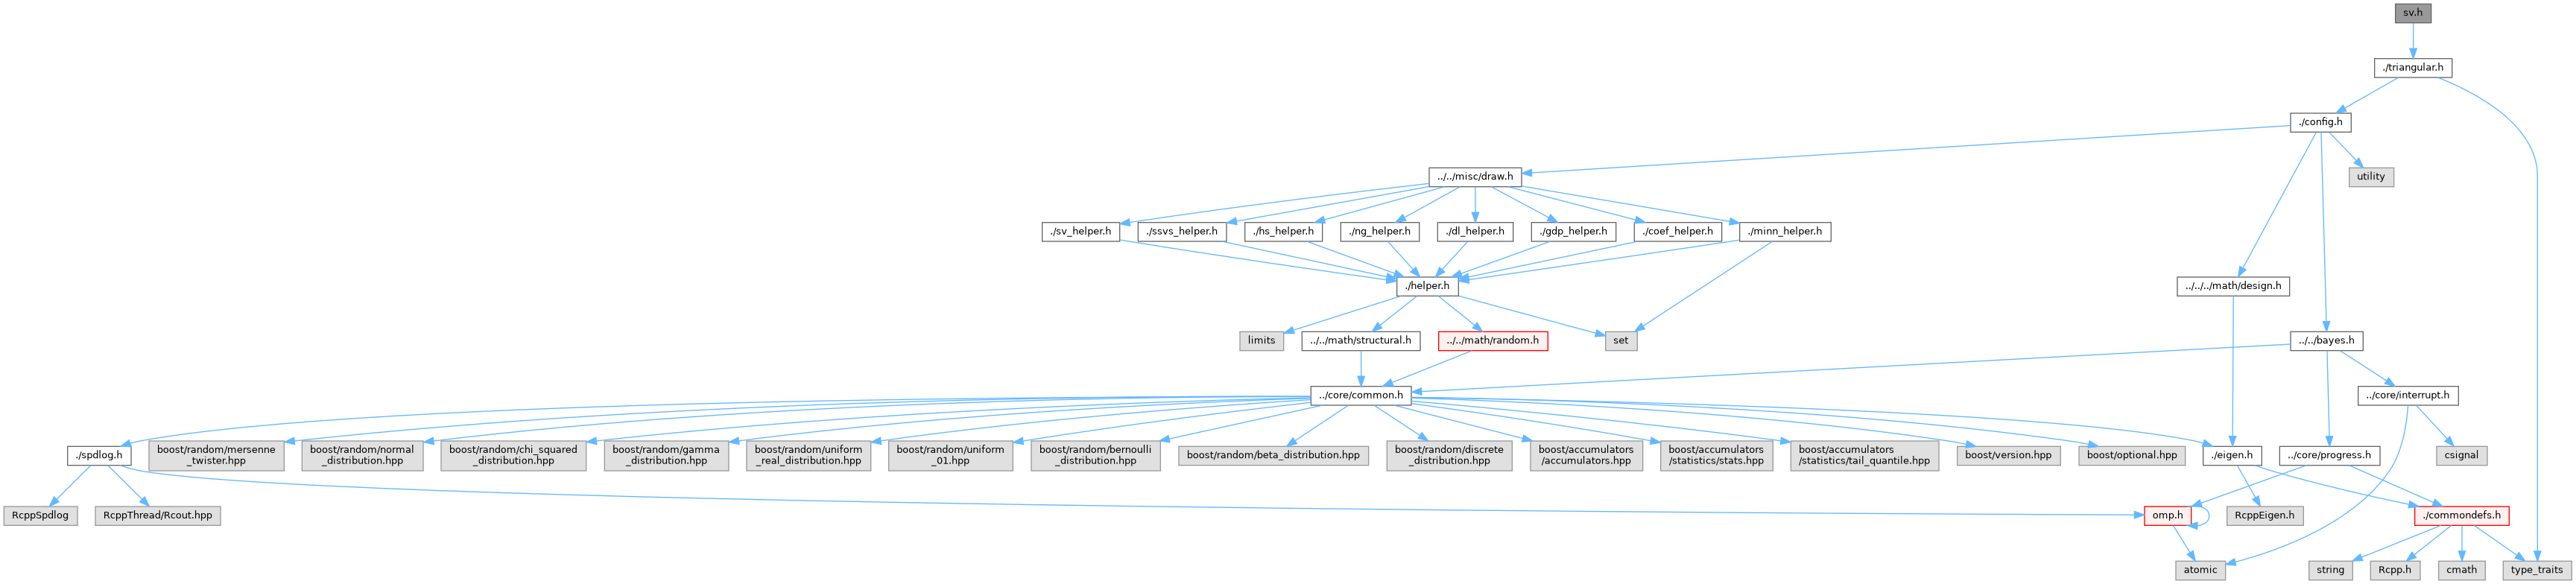 sv.h
./triangular.h
./config.h
../../misc/draw.h
utility
./sv_helper.h
./ssvs_helper.h
./hs_helper.h
./ng_helper.h
./dl_helper.h
./gdp_helper.h
./coef_helper.h
./minn_helper.h
./helper.h
../../../math/design.h
limits
../../math/structural.h
../../math/random.h
set
../../bayes.h
../core/common.h
../core/interrupt.h
./spdlog.h
boost/random/mersenne
_twister.hpp
boost/random/normal
_distribution.hpp
boost/random/chi_squared
_distribution.hpp
boost/random/gamma
_distribution.hpp
boost/random/uniform
_real_distribution.hpp
boost/random/uniform
_01.hpp
boost/random/bernoulli
_distribution.hpp
boost/random/beta_distribution.hpp
boost/random/discrete
_distribution.hpp
boost/accumulators
/accumulators.hpp
boost/accumulators
/statistics/stats.hpp
boost/accumulators
/statistics/tail_quantile.hpp
boost/version.hpp
boost/optional.hpp
./eigen.h
../core/progress.h
csignal
RcppSpdlog
RcppThread/Rcout.hpp
omp.h
RcppEigen.h
./commondefs.h
atomic
string
Rcpp.h
cmath
type_traits